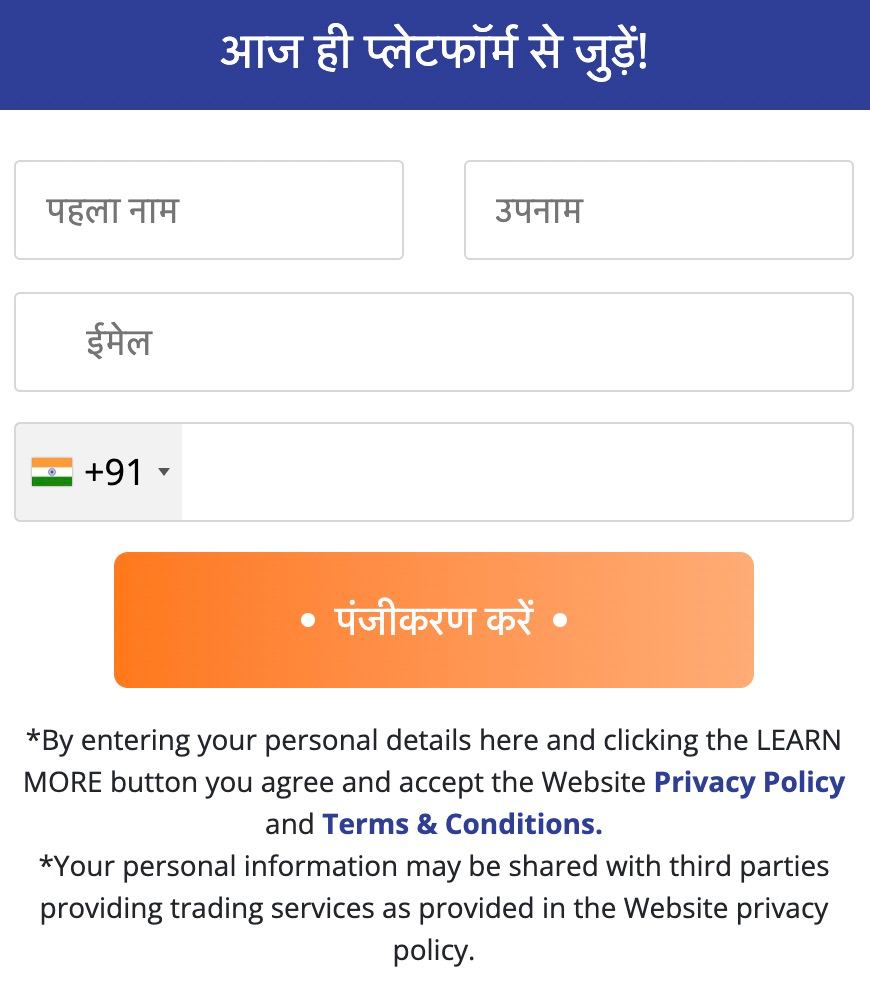 आज ही प्लेटफॉर्म से जुड़ें!
पहला नाम
उपनाम
ईमेल
+91
• पंजीकरण करें •
*By entering your personal details here and clicking the LEARN
MORE button you agree and accept the Website Privacy Policy
and Terms & Conditions.
*Your personal information may be shared with third parties
providing trading services as provided in the Website privacy
policy.